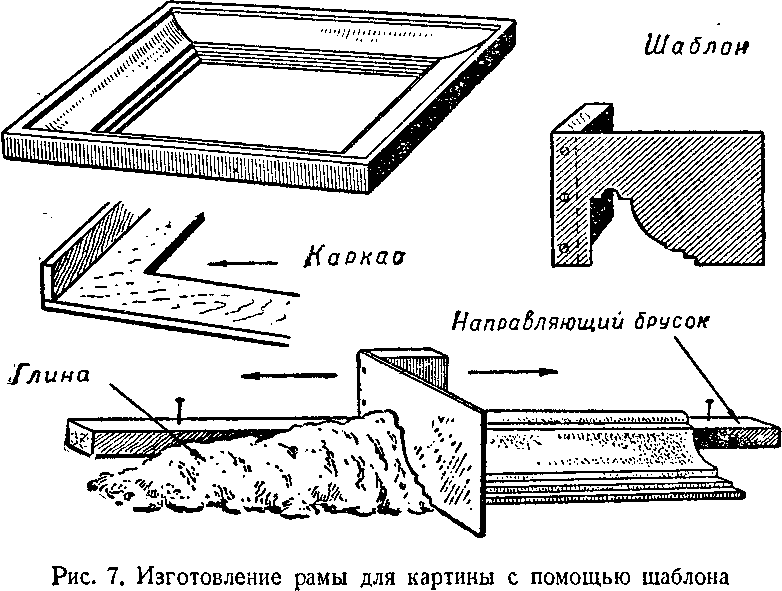 Шаблон
Каркас
Направляющий брусок
Глина
Рис. 7. Изготовление рамы для картины с помощью шаблона